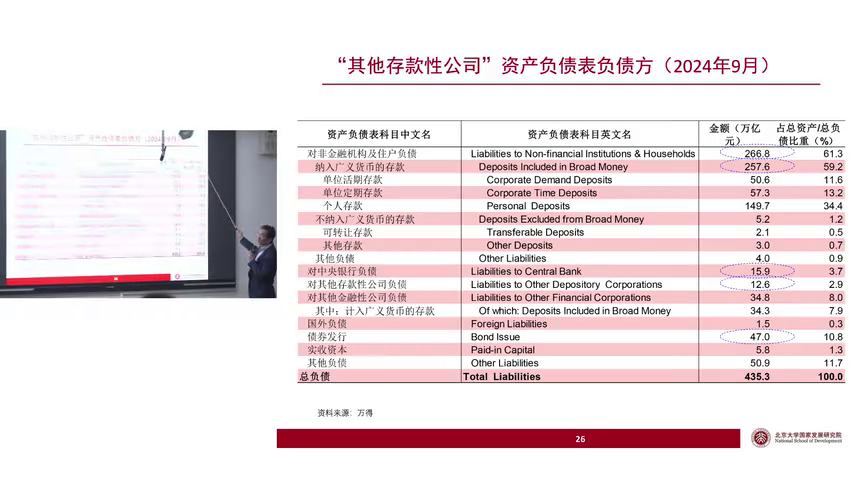 “其他存款性公司”资产负债表负债方（2024年9月）
资产负债表科目中文名 资产负债表科目英文名 金额（万亿元） 占总资产/总负债比重（%）
对非金融机构及住户负债 Liabilities to Non-financial Institutions & Households 266.8 61.3
纳入广义货币的存款 Deposits Included in Broad Money 257.6 59.2
单位活期存款 Corporate Demand Deposits 50.6 11.6
单位定期存款 Corporate Time Deposits 57.3 13.2
个人存款 Personal Deposits 149.7 34.4
不纳入广义货币的存款 Deposits Excluded from Broad Money 5.2 1.2
可转让存款 Transferable Deposits 2.1 0.5
其他存款 Other Deposits 3.0 0.7
其他负债 Other Liabilities 4.0 0.9
对中央银行负债 Liabilities to Central Bank 15.9 3.7
对其他存款性公司负债 Liabilities to Other Depository Corporations 12.6 2.9
对其他金融性公司负债 Liabilities to Other Financial Corporations 34.8 8.0
其中：计入广义货币的存款 Of which: Deposits Included in Broad Money 34.3 7.9
国外负债 Foreign Liabilities 1.5 0.3
债券发行 Bond Issue 47.0 10.8
实收资本 Paid-in Capital 5.8 1.3
其他负债 Other Liabilities 50.9 11.7
总负债 Total Liabilities 435.3 100.0
资料来源：万得
26
北京大学国家发展研究院
National School of Development